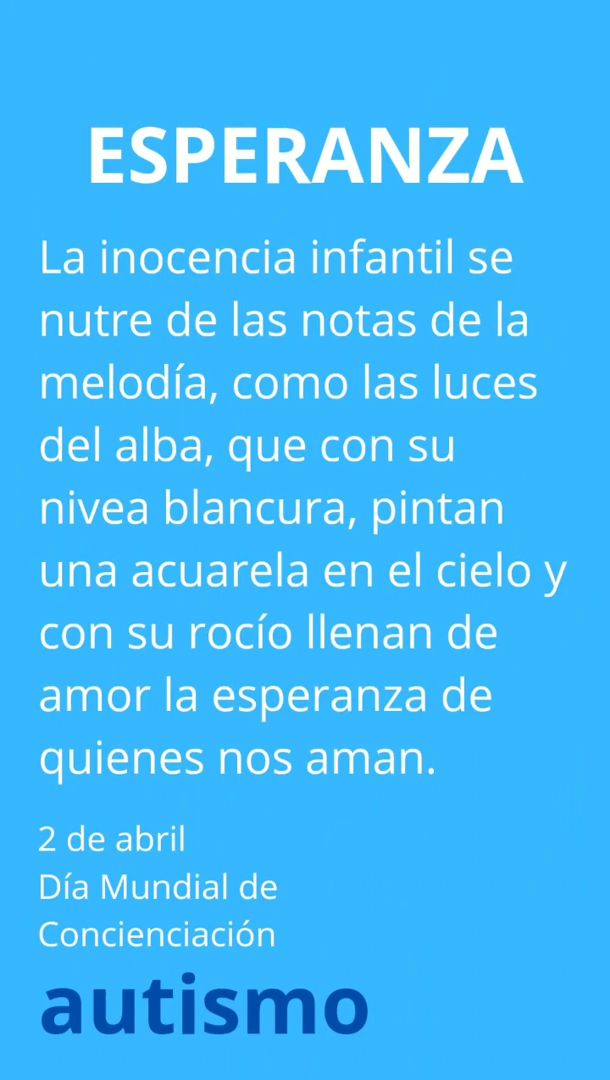 ESPERANZA
La inocencia infantil se
nutre de las notas de la
melodía, como las luces
del alba, que con su
nivea blancura, pintan
una acuarela en el cielo y
con su rocío llenan de
amor la esperanza de
quienes nos aman.
2 de abril
Día Mundial de
Concienciación
autismo